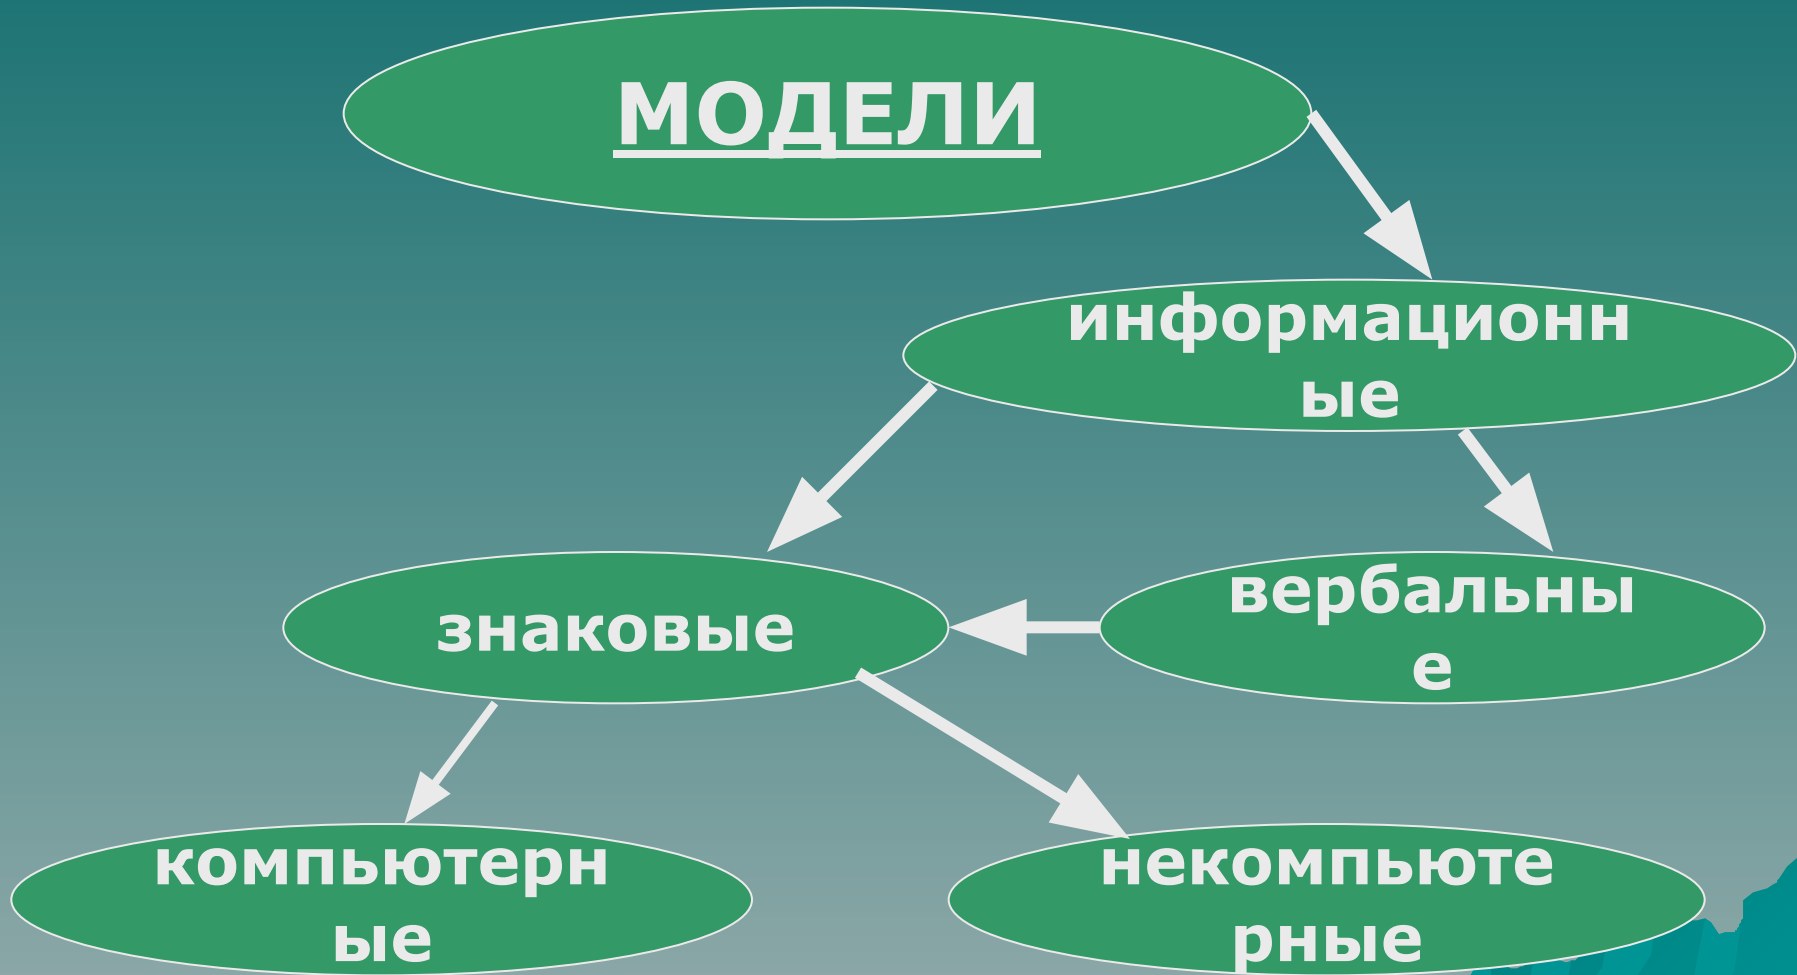 МОДЕЛИ
информационн
ые
знаковые
вербальны
е
компьютерн
ые
некомпьюте
рные